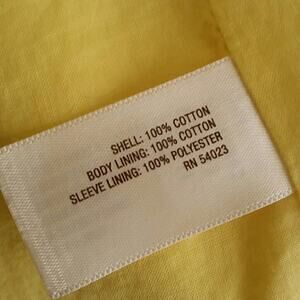 SHELL: 100% COTTON
BODY LINING: 100% COTTON
SLEEVE LINING: 100% POLYESTER
RN 54023